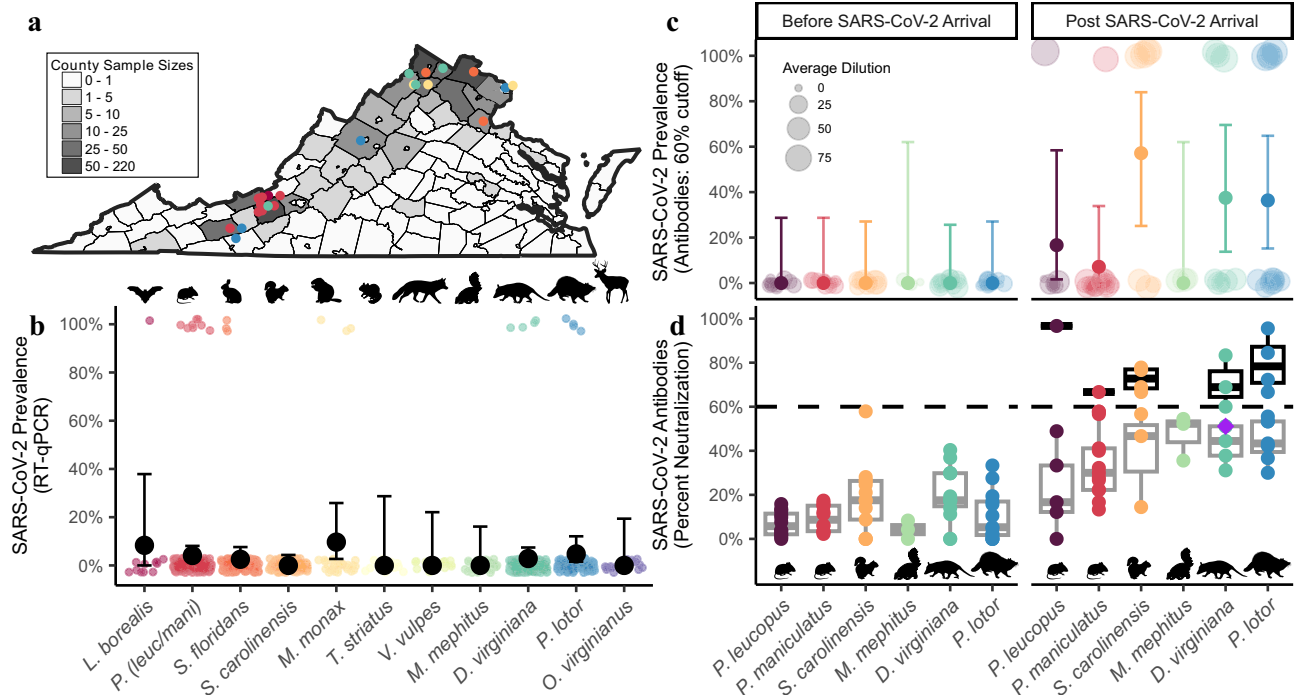 a
County Sample Sizes
0 - 1
1 - 5
5 - 10
10 - 25
25 - 50
50 - 220
b
SARS-CoV-2 Prevalence
(RT-qPCR)
100%
80%
60%
40%
20%
0%
L. borealis
P. (leuc/mani)
S. floridans
S. carolinensis
M. monax
T. striatus
V. vulpes
M. mephitus
D. virginiana
P. lotor
O. virginianus
c
Before SARS-CoV-2 Arrival
Post SARS-CoV-2 Arrival
SARS-CoV-2 Prevalence
(Antibodies: 60% cutoff)
100%
80%
60%
40%
20%
0%
Average Dilution
0
25
50
75
d
SARS-CoV-2 Antibodies
(Percent Neutralization)
100%
80%
60%
40%
20%
0%
P. leucopus
P. maniculatus
S. carolinensis
M. mephitus
D. virginiana
P. lotor
P. leucopus
P. maniculatus
S. carolinensis
M. mephitus
D. virginiana
P. lotor